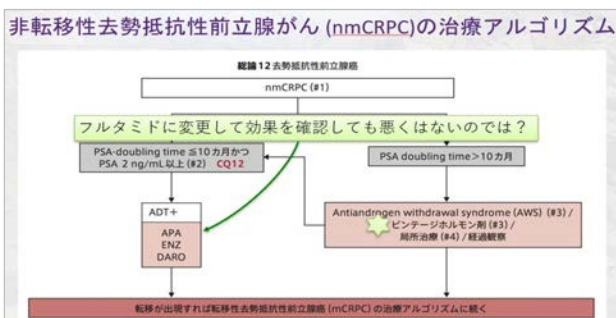 非転移性去勢抵抗性前立腺がん (nmCRPC)の治療アルゴリズム
総論12 去勢抵抗性前立腺癌
nmCRPC (#1)
フルタミドに変更して効果を確認しても悪くはないのでは？
PSA-doubling time ≦10カ月かつ
PSA 2 ng/mL以上 (#2) CQ12
PSA doubling time>10カ月
ADT+
APA
ENZ
DARO
Antiandrogen withdrawal syndrome (AWS) (#3) /
ビンテージホルモン剤 (#3) /
局所治療 (#4) / 経過観察
転移が出現すれば転移性去勢抵抗性前立腺癌 (mCRPC) の治療アルゴリズムに続く